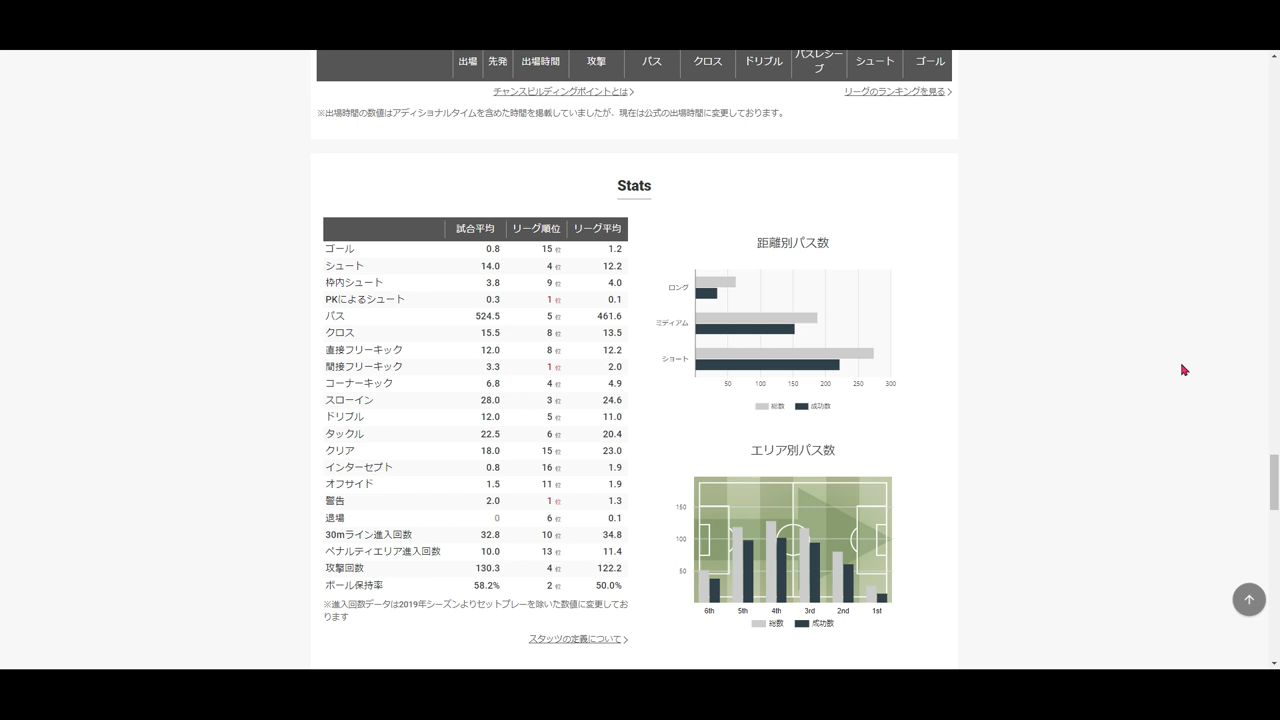 出場 先発 出場時間 攻撃 パス クロス ドリブル パスレシーブ シュート ゴール
チャンスビルディングポイントとは
リーグのランキングを見る
※出場時間の数値はアディショナルタイムを含めた時間を掲載していましたが、現在は公式の出場時間に変更しております。
Stats
試合平均 リーグ順位 リーグ平均
ゴール 0.8 15 位 1.2
シュート 14.0 4 位 12.2
枠内シュート 3.8 9 位 4.0
PKによるシュート 0.3 1 位 0.1
パス 524.5 5 位 461.6
クロス 15.5 8 位 13.5
直接フリーキック 12.0 8 位 12.2
間接フリーキック 3.3 1 位 2.0
コーナーキック 6.8 4 位 4.9
スローイン 28.0 3 位 24.6
ドリブル 12.0 5 位 11.0
タックル 22.5 6 位 20.4
クリア 18.0 15 位 23.0
インターセプト 0.8 16 位 1.9
オフサイド 1.5 11 位 1.9
警告 2.0 1 位 1.3
退場 0 6 位 0.1
30mライン進入回数 32.8 10 位 34.8
ペナルティエリア進入回数 10.0 13 位 11.4
攻撃回数 130.3 4 位 122.2
ボール保持率 58.2% 2 位 50.0%
※進入回数データは2019年シーズンよりセットプレーを除いた数値に変更してお
ります
スタッツの定義について
距離別パス数
ロング
ミディアム
ショート
50 100 150 200 250 300
総数 成功数
エリア別パス数
150
100
50
6th 5th 4th 3rd 2nd 1st
総数 成功数